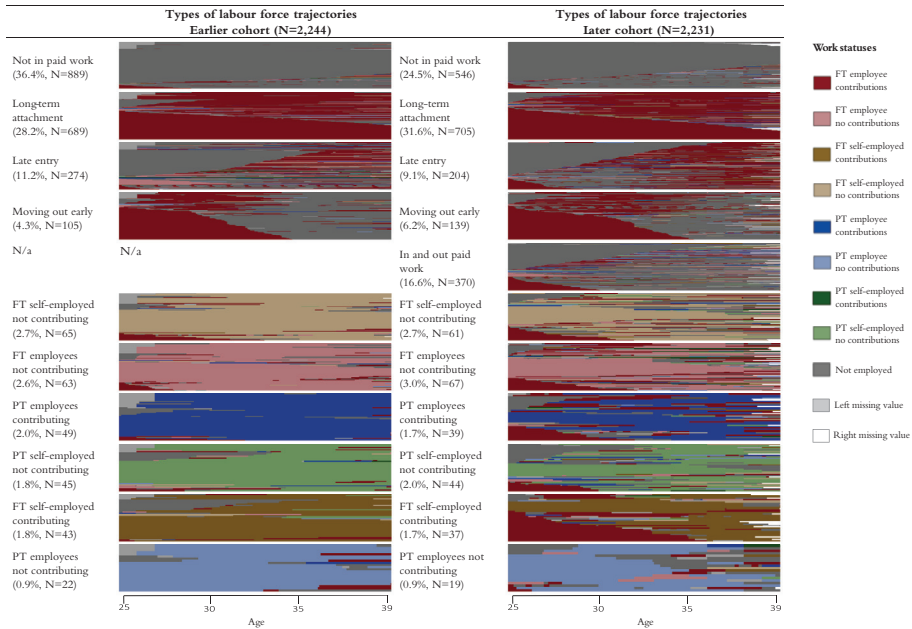 Types of labour force trajectories
Earlier cohort (N=2,244)
Types of labour force trajectories
Later cohort (N=2,231)
Not in paid work
(36.4%, N=889)
Not in paid work
(24.5%, N=546)
Long-term
attachment
(28.2%, N=689)
Long-term
attachment
(31.6%, N=705)
Late entry
(11.2%, N=274)
Late entry
(9.1%, N=204)
Moving out early
(4.3%, N=105)
Moving out early
(6.2%, N=139)
N/a
N/a
In and out paid
work
(16.6%, N=370)
FT self-employed
not contributing
(2.7%, N=65)
FT self-employed
not contributing
(2.7%, N=61)
FT employees
not contributing
(2.6%, N=63)
FT employees
not contributing
(3.0%, N=67)
PT employees
contributing
(2.0%, N=49)
PT employees
contributing
(1.7%, N=39)
PT self-employed
not contributing
(1.8%, N=45)
PT self-employed
not contributing
(2.0%, N=44)
FT self-employed
contributing
(1.8%, N=43)
FT self-employed
contributing
(1.7%, N=37)
PT employees
not contributing
(0.9%, N=22)
PT employees not
contributing
(0.9%, N=19)
25 30 35 39
Age
25 30 35 39
Age
Work statuses
FT employee
contributions
FT employee
no contributions
FT self-employed
contributions
FT self-employed
no contributions
PT employee
contributions
PT employee
no contributions
PT self-employed
contributions
PT self-employed
no contributions
Not employed
Left missing value
Right missing value